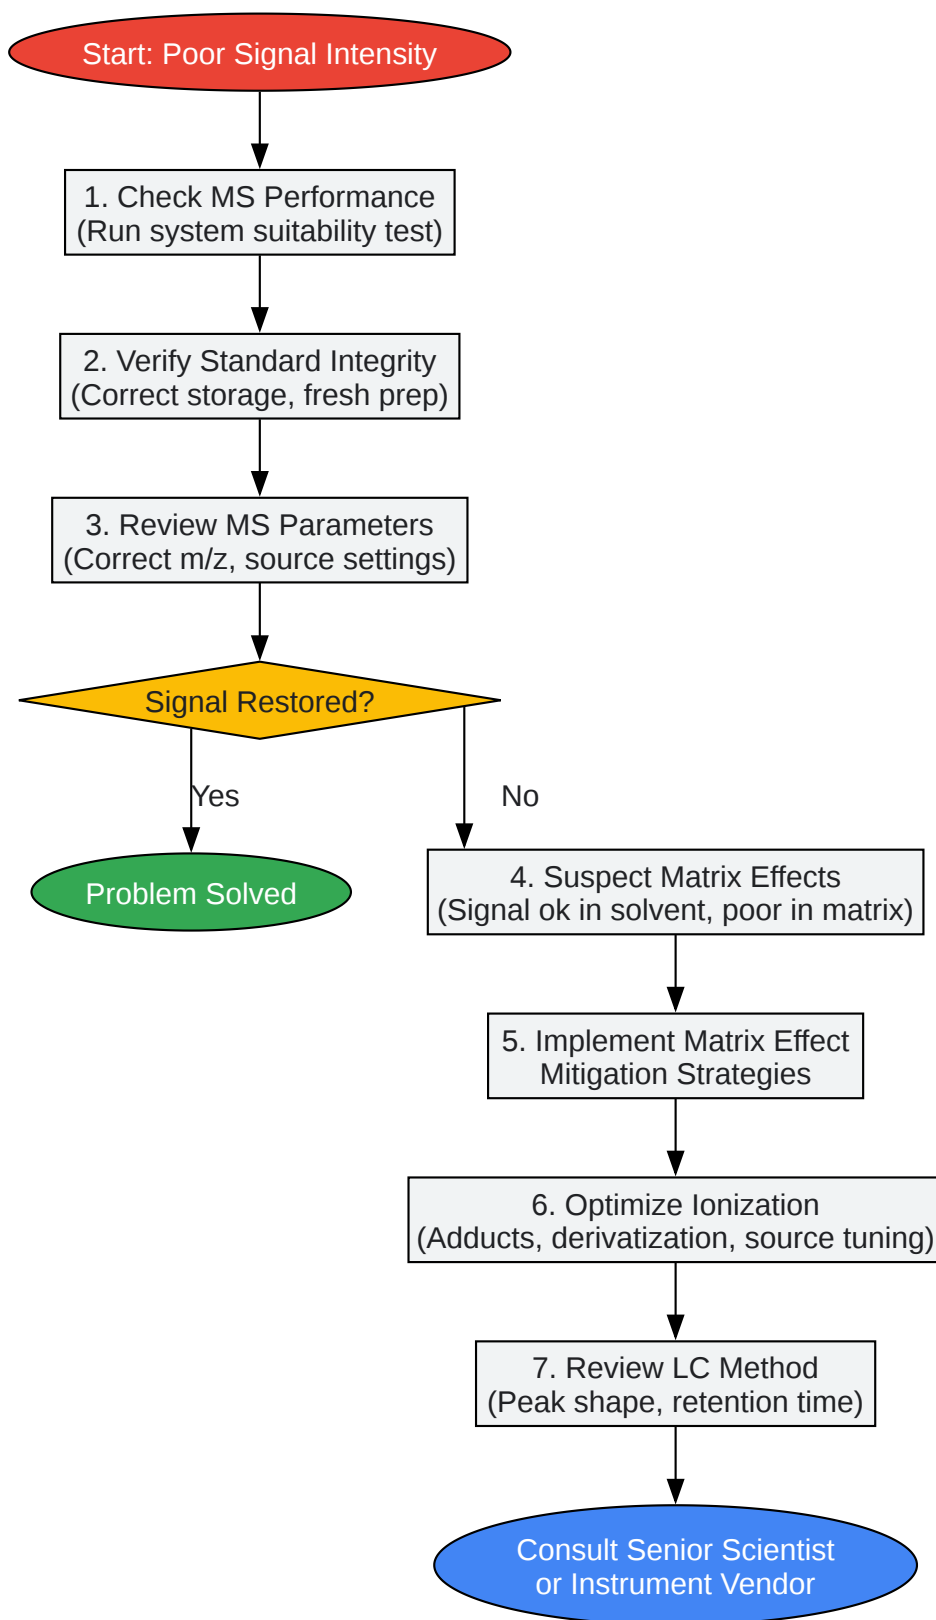 Start: Poor Signal Intensity
1. Check MS Performance
(Run system suitability test)
2. Verify Standard Integrity
(Correct storage, fresh prep)
3. Review MS Parameters
(Correct m/z, source settings)
Signal Restored?
Yes
No
Problem Solved
4. Suspect Matrix Effects
(Signal ok in solvent, poor in matrix)
5. Implement Matrix Effect
Mitigation Strategies
6. Optimize Ionization
(Adducts, derivatization, source tuning)
7. Review LC Method
(Peak shape, retention time)
Consult Senior Scientist
or Instrument Vendor